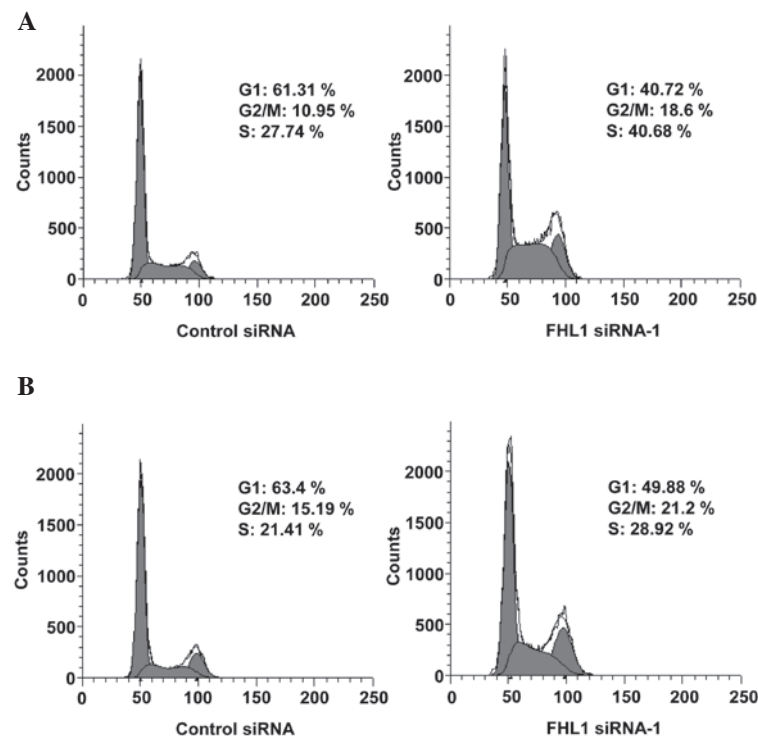 A
Counts
2000
1500
1000
500
0
G1: 61.31 %
G2/M: 10.95 %
S: 27.74 %
0 50 100 150 200 250
Control siRNA
Counts
2000
1500
1000
500
0
G1: 40.72 %
G2/M: 18.6 %
S: 40.68 %
0 50 100 150 200 250
FHL1 siRNA-1
B
Counts
2000
1500
1000
500
0
G1: 63.4 %
G2/M: 15.19 %
S: 21.41 %
0 50 100 150 200 250
Control siRNA
Counts
2000
1500
1000
500
0
G1: 49.88 %
G2/M: 21.2 %
S: 28.92 %
0 50 100 150 200 250
FHL1 siRNA-1